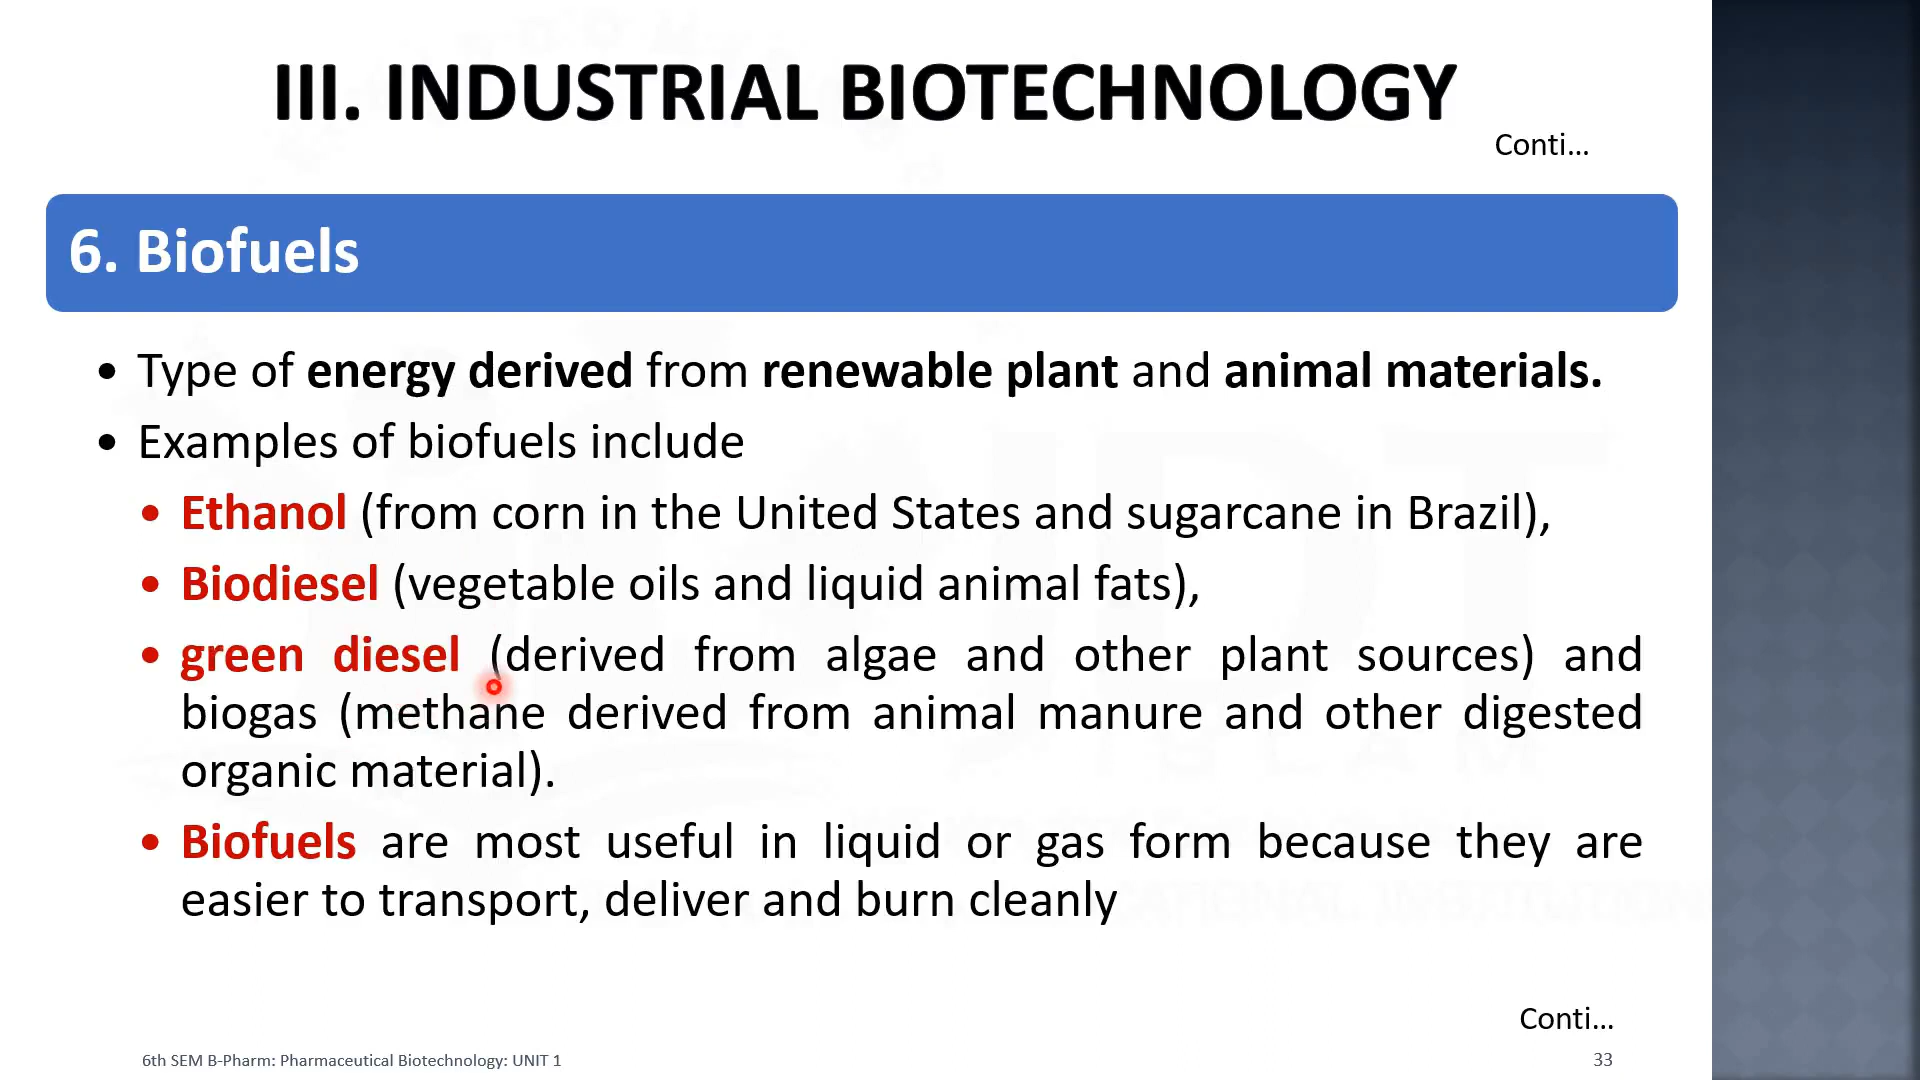 III. INDUSTRIAL BIOTECHNOLOGY
Conti...
6. Biofuels
• Type of energy derived from renewable plant and animal materials.
• Examples of biofuels include
• Ethanol (from corn in the United States and sugarcane in Brazil),
• Biodiesel (vegetable oils and liquid animal fats),
• green diesel (derived from algae and other plant sources) and
biogas (methane derived from animal manure and other digested
organic material).
• Biofuels are most useful in liquid or gas form because they are
easier to transport, deliver and burn cleanly
Conti...
6th SEM B-Pharm: Pharmaceutical Biotechnology: UNIT 1
33